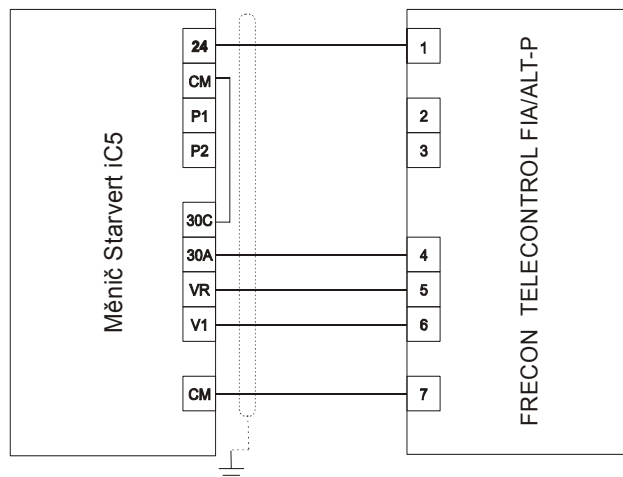 Měnič Starvert iC5
24
CM
P1
P2
30C
30A
VR
V1
CM
1
2
3
4
5
6
7
FRECON TELECONTROL FIA/ALT-P